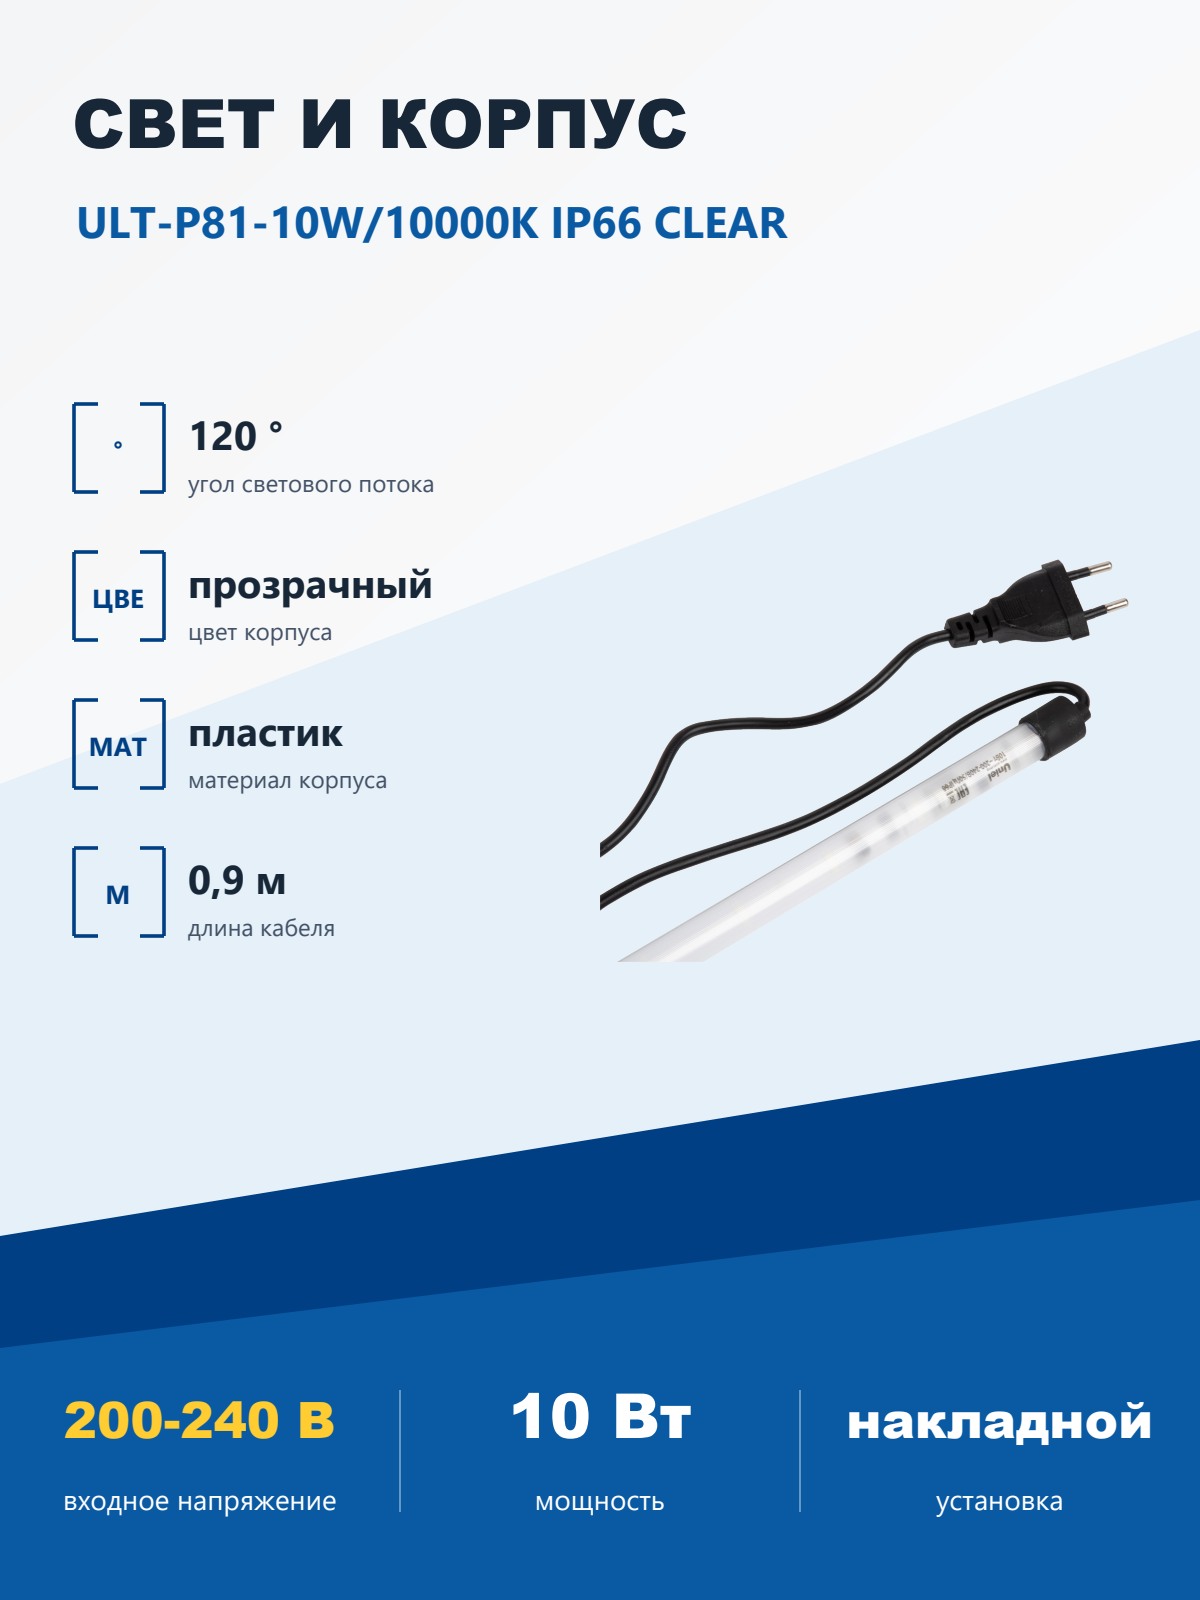 СВЕТ И КОРПУС
ULT-P81-10W/10000K IP66 CLEAR
°
120 °
угол светового потока
ЦВЕ
прозрачный
цвет корпуса
МАТ
пластик
материал корпуса
М
0,9 м
длина кабеля
Uniel
200-240 В
входное напряжение
10 Вт
мощность
накладной
установка